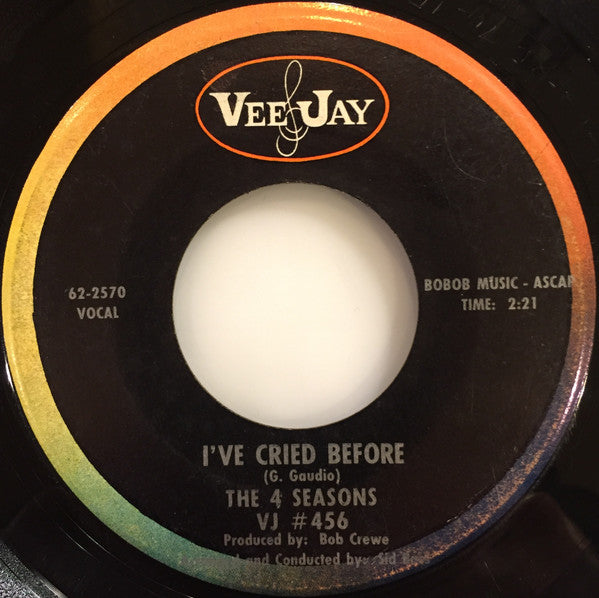 VEE JAY
62-2570
VOCAL
BOBOB MUSIC - ASCAP
TIME: 2:21
I'VE CRIED BEFORE
(G. Gaudio)
THE 4 SEASONS
VJ #456
Produced by: Bob Crewe
and Conducted by: Sid